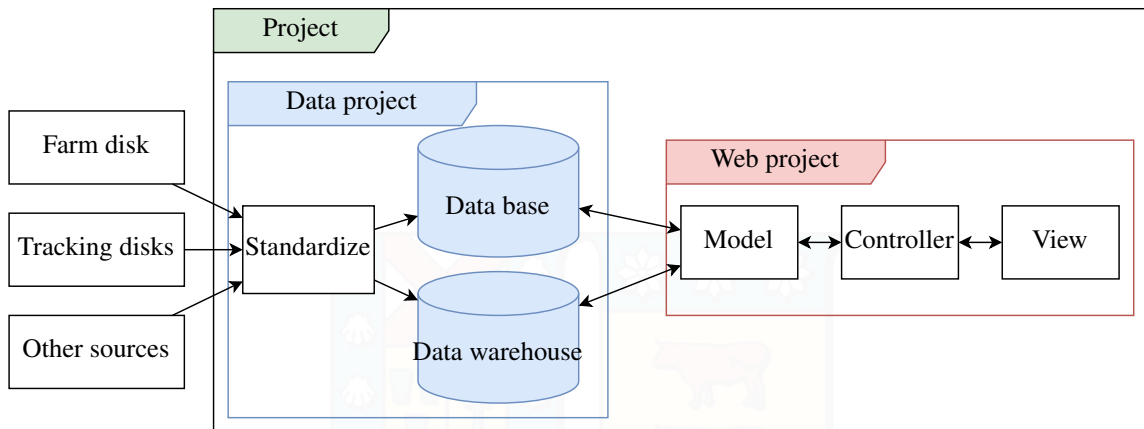 Project
Data project
Farm disk
Data base
Web project
Tracking disks
Standardize
Model
Controller
View
Other sources
Data warehouse